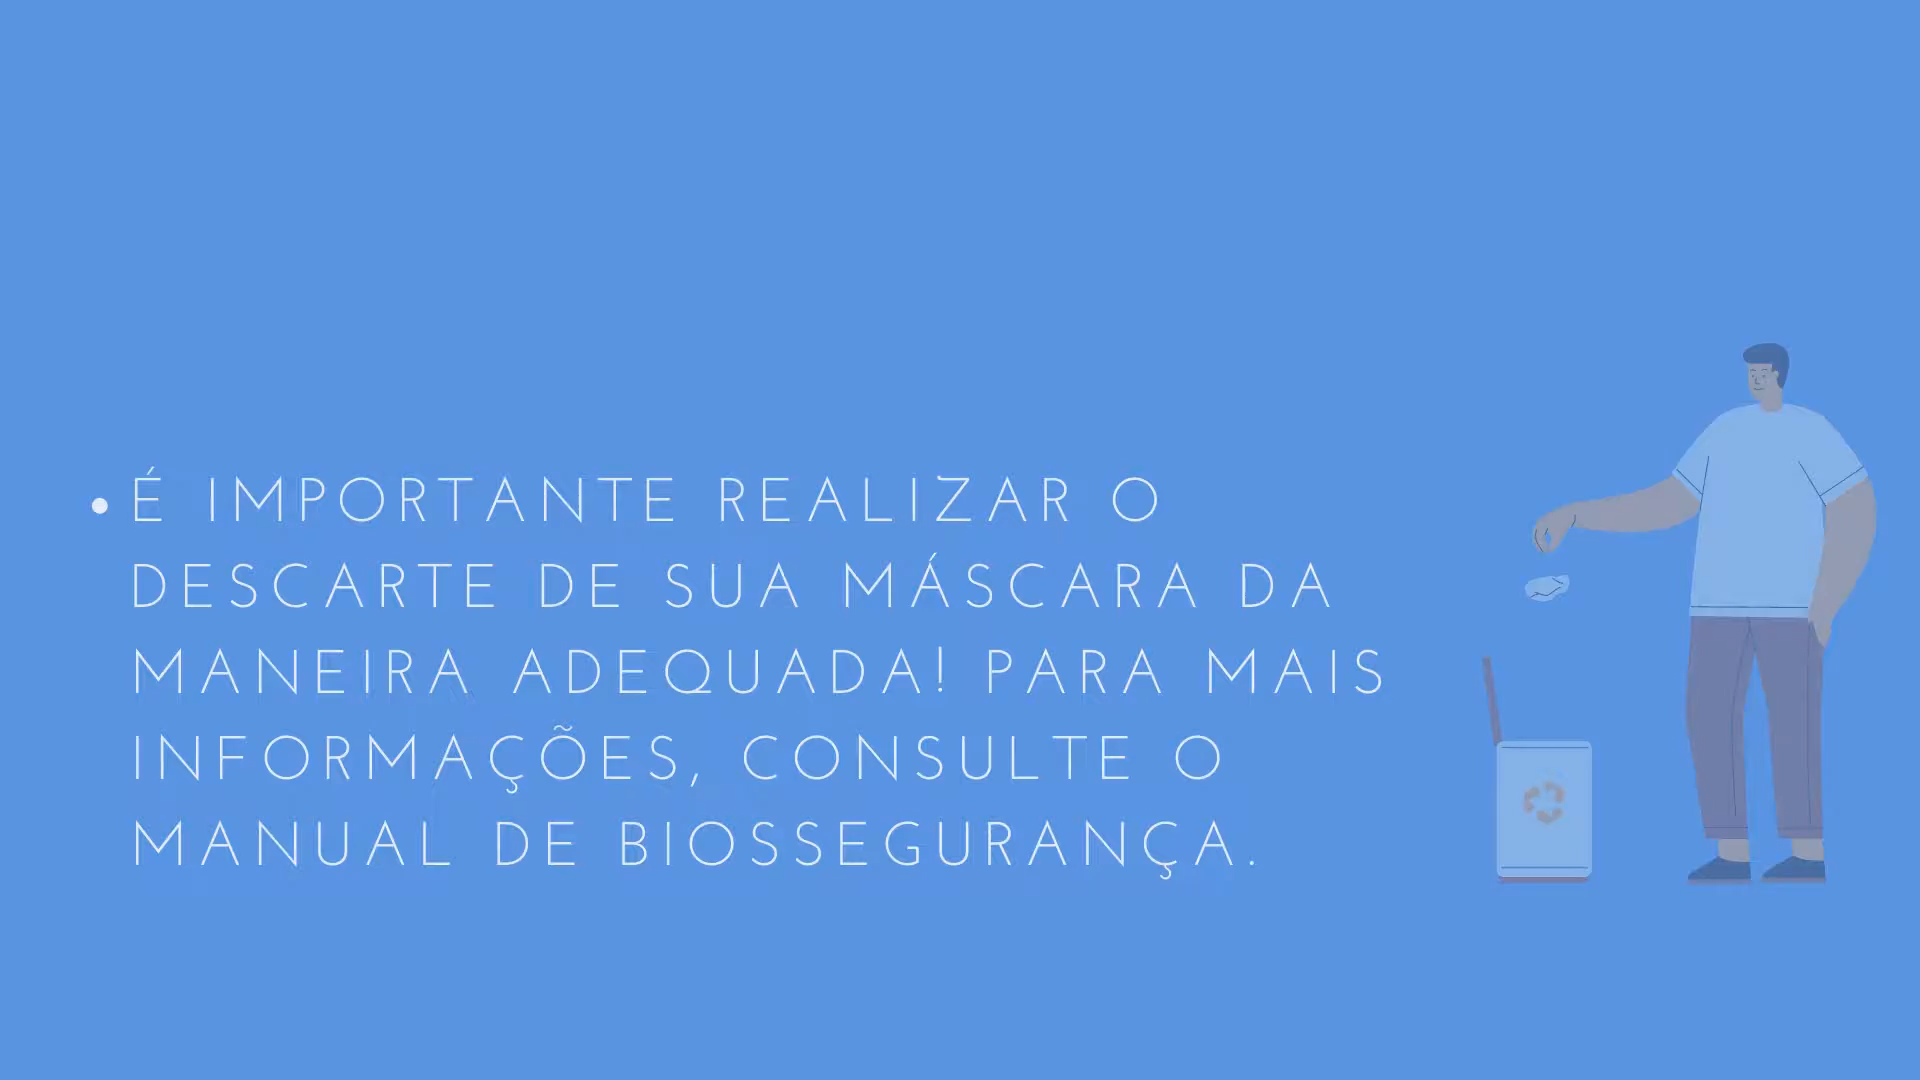 • É IMPORTANTE REALIZAR O
DESCARTE DE SUA MÁSCARA DA
MANEIRA ADEQUADA! PARA MAIS
INFORMAÇÕES, CONSULTE O
MANUAL DE BIOSSEGURANÇA.